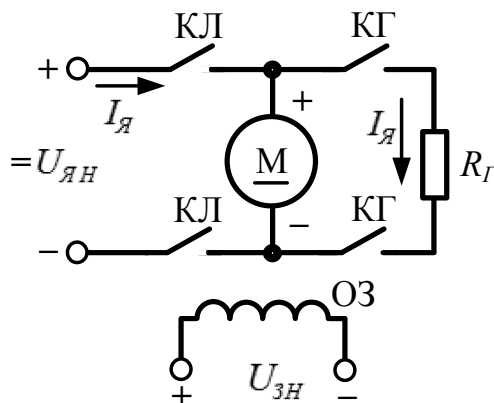 КЛ КГ
+
I_Я + I_Я
= U_ЯН М R_Г
КЛ − КГ
−
ОЗ
+ U_ЗН −